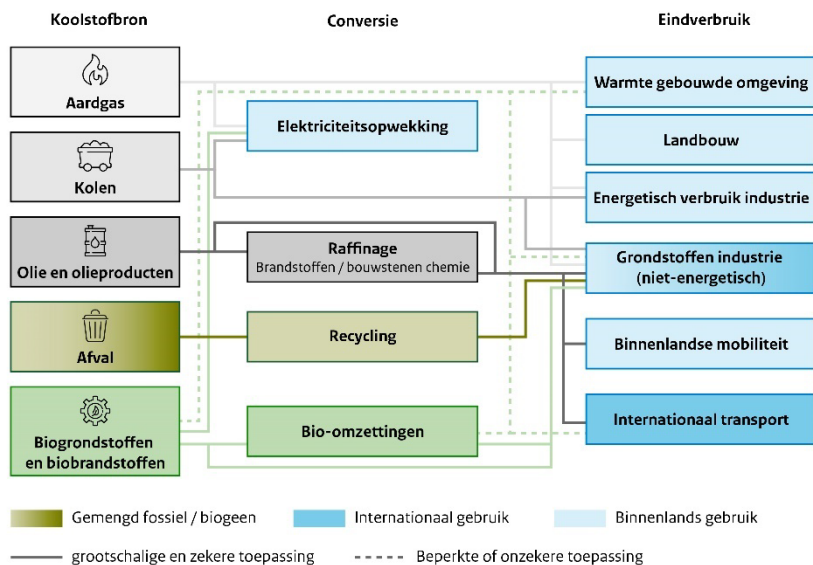 Koolstofbron
Conversie
Eindverbruik
Aardgas
Kolen
Olie en olieproducten
Afval
Biogrondstoffen
en biobrandstoffen
Elektriciteitsopwekking
Raffinage
Brandstoffen / bouwstenen chemie
Recycling
Bio-omzettingen
Warmte gebouwde omgeving
Landbouw
Energetisch verbruik industrie
Grondstoffen industrie
(niet-energetisch)
Binnenlandse mobiliteit
Internationaal transport
Gemengd fossiel / biogeen
Internationaal gebruik
Binnenlands gebruik
grootschalige en zekere toepassing
Beperkte of onzekere toepassing